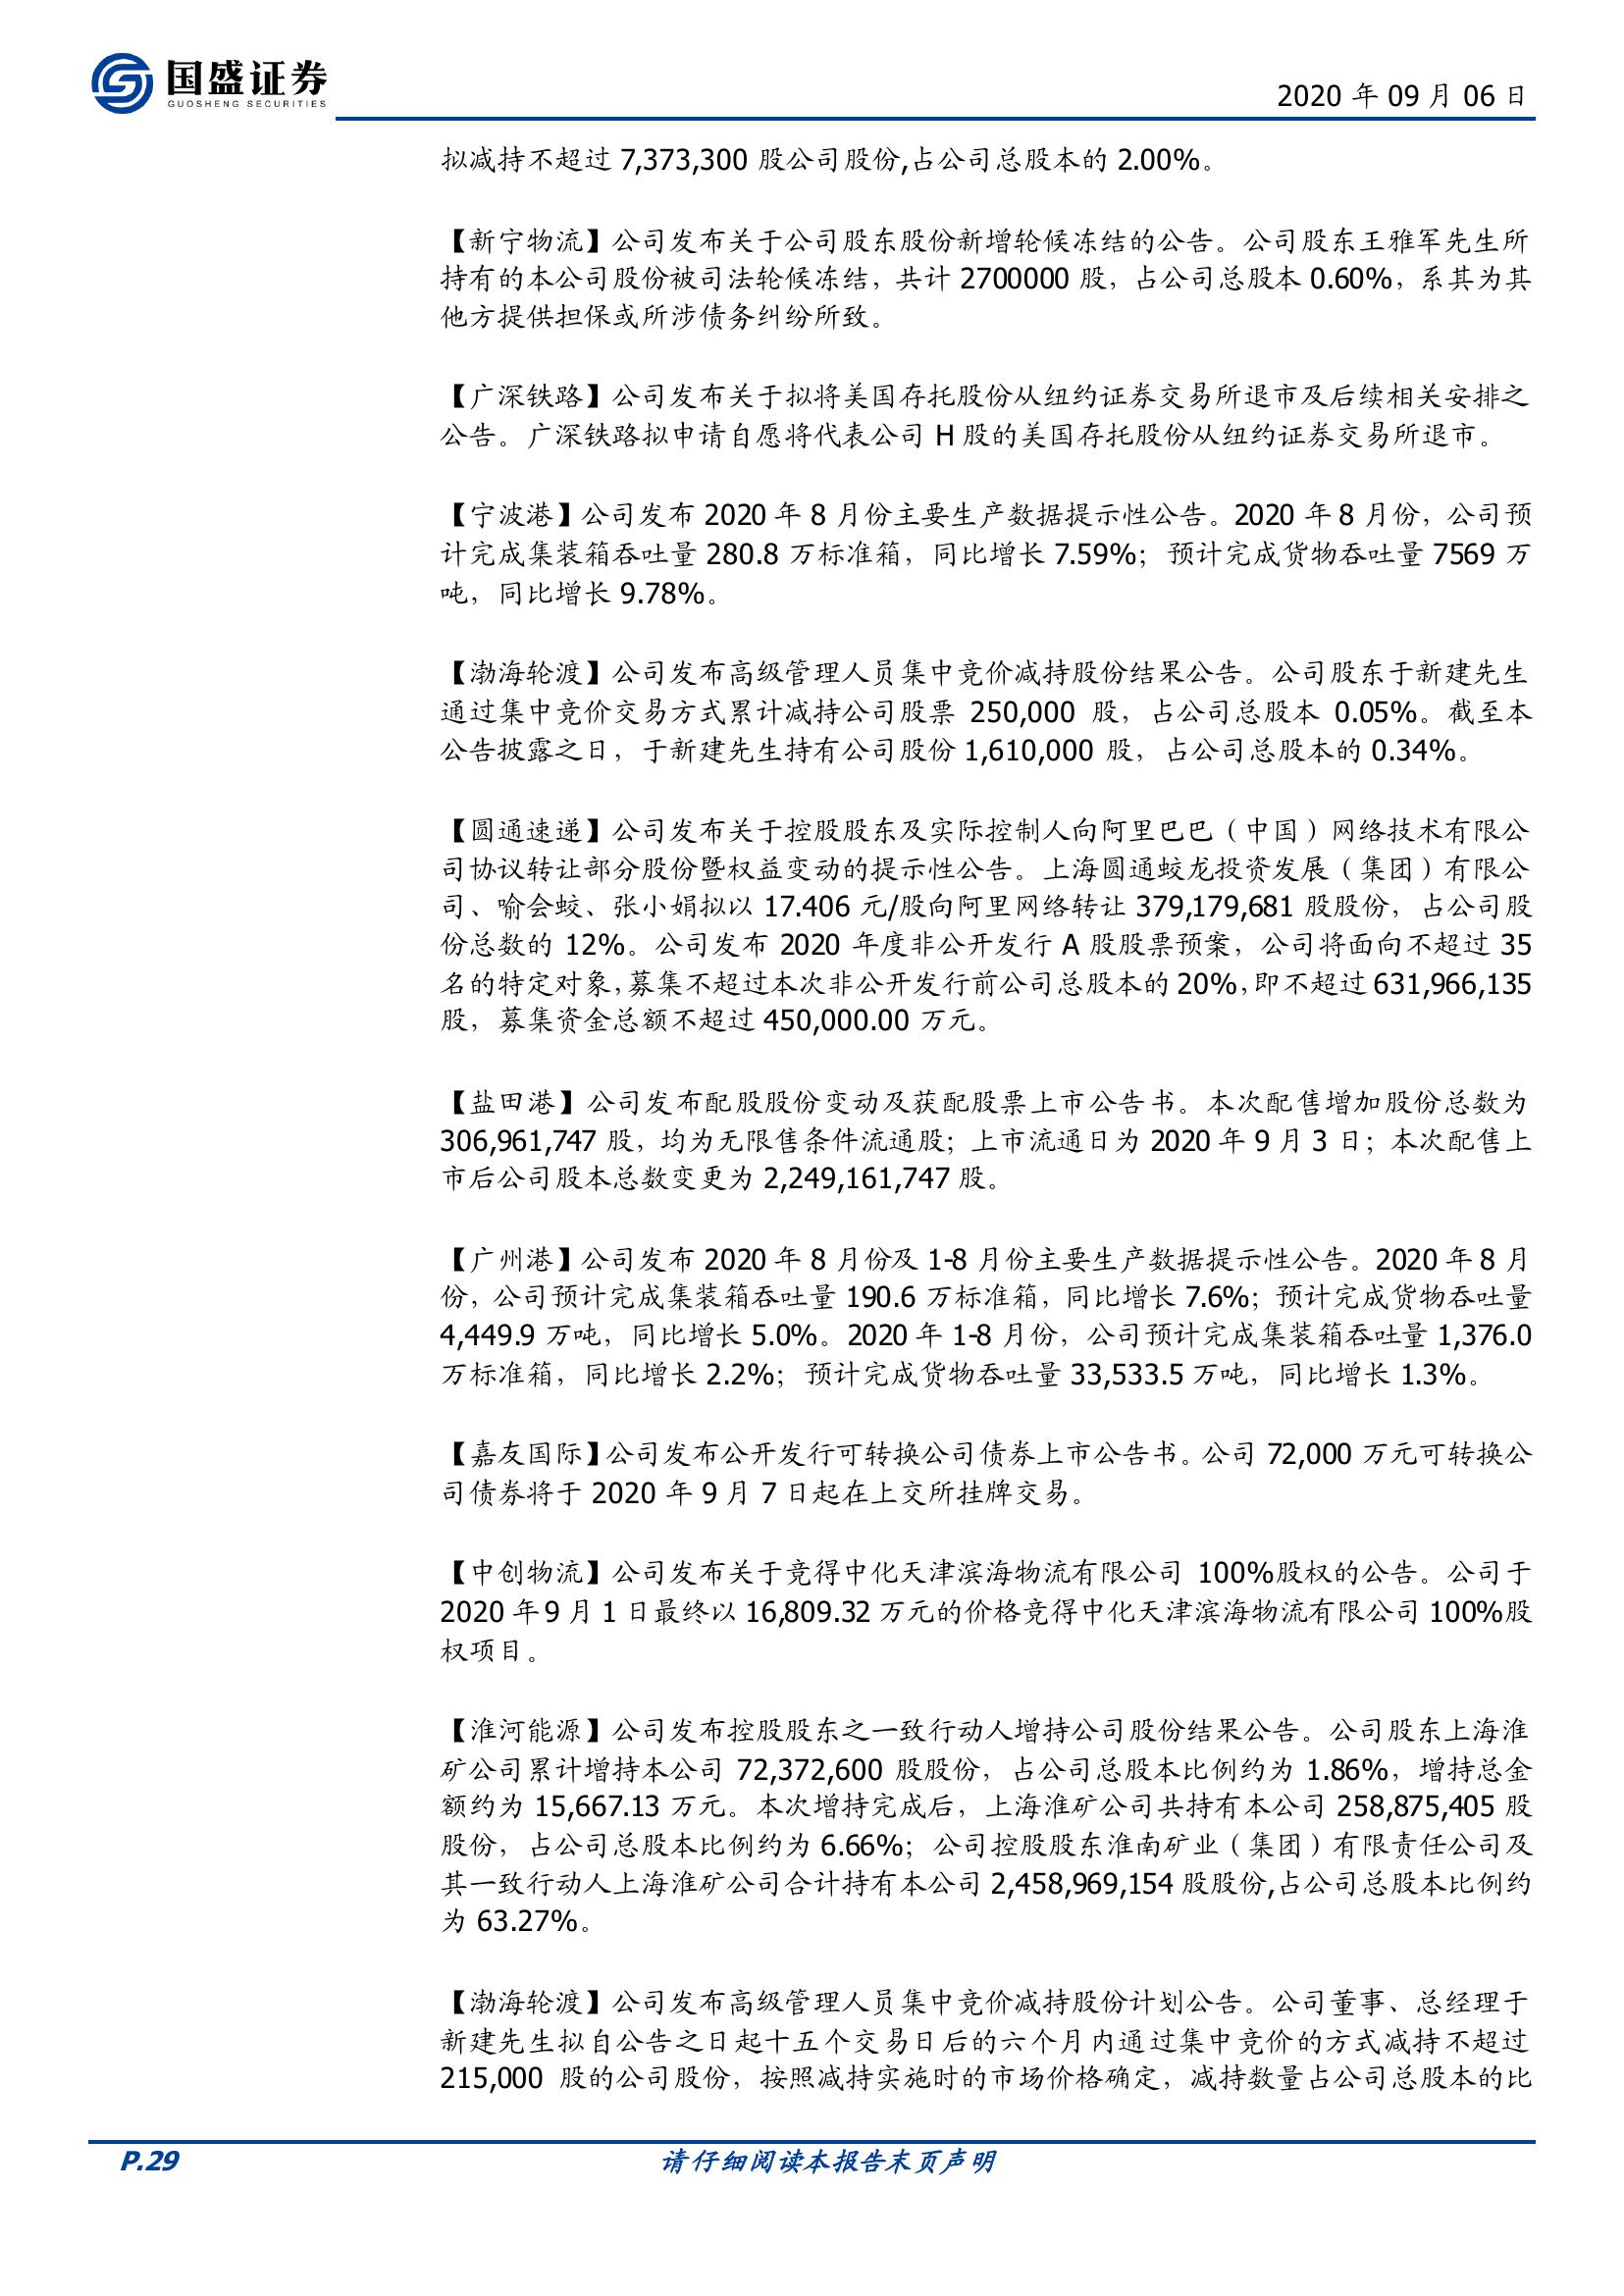 国盛证券
GUOSHENG SECURITIES
2020 年 09 月 06 日
拟减持不超过 7,373,300 股公司股份,占公司总股本的 2.00%。
【新宁物流】公司发布关于公司股东股份新增轮候冻结的公告。公司股东王雅军先生所
持有的本公司股份被司法轮候冻结，共计 2700000 股，占公司总股本 0.60%，系其为其
他方提供担保或所涉债务纠纷所致。
【广深铁路】公司发布关于拟将美国存托股份从纽约证券交易所退市及后续相关安排之
公告。广深铁路拟申请自愿将代表公司 H 股的美国存托股份从纽约证券交易所退市。
【宁波港】公司发布 2020 年 8 月份主要生产数据提示性公告。2020 年 8 月份，公司预
计完成集装箱吞吐量 280.8 万标准箱，同比增长 7.59%；预计完成货物吞吐量 7569 万
吨，同比增长 9.78%。
【渤海轮渡】公司发布高级管理人员集中竞价减持股份结果公告。公司股东于新建先生
通过集中竞价交易方式累计减持公司股票 250,000 股，占公司总股本 0.05%。截至本
公告披露之日，于新建先生持有公司股份 1,610,000 股，占公司总股本的 0.34%。
【圆通速递】公司发布关于控股股东及实际控制人向阿里巴巴（中国）网络技术有限公
司协议转让部分股份暨权益变动的提示性公告。上海圆通蛟龙投资发展（集团）有限公
司、喻会蛟、张小娟拟以 17.406 元/股向阿里网络转让 379,179,681 股股份，占公司股
份总数的 12%。公司发布 2020 年度非公开发行 A 股股票预案，公司将面向不超过 35
名的特定对象，募集不超过本次非公开发行前公司总股本的 20%，即不超过 631,966,135
股，募集资金总额不超过 450,000.00 万元。
【盐田港】公司发布配股股份变动及获配股票上市公告书。本次配售增加股份总数为
306,961,747 股，均为无限售条件流通股；上市流通日为 2020 年 9 月 3 日；本次配售上
市后公司股本总数变更为 2,249,161,747 股。
【广州港】公司发布 2020 年 8 月份及 1-8 月份主要生产数据提示性公告。2020 年 8 月
份，公司预计完成集装箱吞吐量 190.6 万标准箱，同比增长 7.6%；预计完成货物吞吐量
4,449.9 万吨，同比增长 5.0%。2020 年 1-8 月份，公司预计完成集装箱吞吐量 1,376.0
万标准箱，同比增长 2.2%；预计完成货物吞吐量 33,533.5 万吨，同比增长 1.3%。
【嘉友国际】公司发布公开发行可转换公司债券上市公告书。公司 72,000 万元可转换公
司债券将于 2020 年 9 月 7 日起在上交所挂牌交易。
【中创物流】公司发布关于竞得中化天津滨海物流有限公司 100%股权的公告。公司于
2020 年 9 月 1 日最终以 16,809.32 万元的价格竞得中化天津滨海物流有限公司 100%股
权项目。
【淮河能源】公司发布控股股东之一致行动人增持公司股份结果公告。公司股东上海淮
矿公司累计增持本公司 72,372,600 股股份，占公司总股本比例约为 1.86%，增持总金
额约为 15,667.13 万元。本次增持完成后，上海淮矿公司共持有本公司 258,875,405 股
股份，占公司总股本比例约为 6.66%；公司控股股东淮南矿业（集团）有限责任公司及
其一致行动人上海淮矿公司合计持有本公司 2,458,969,154 股股份,占公司总股本比例约
为 63.27%。
【渤海轮渡】公司发布高级管理人员集中竞价减持股份计划公告。公司董事、总经理于
新建先生拟自公告之日起十五个交易日后的六个月内通过集中竞价的方式减持不超过
215,000 股的公司股份，按照减持实施时的市场价格确定，减持数量占公司总股本的比
P.29
请仔细阅读本报告末页声明